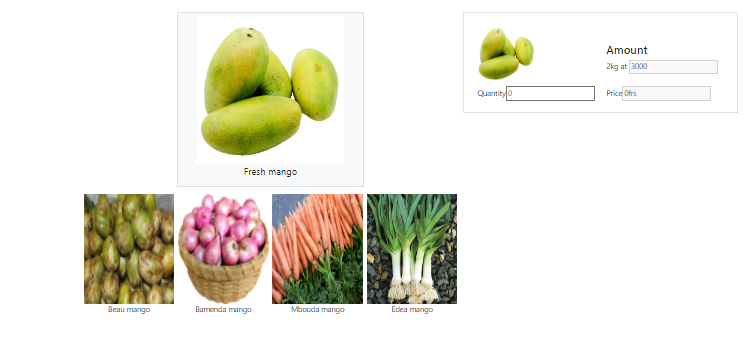 Fresh mango
Amount
2kg at 3000
Quantity 0
Price 0frs
Beau mango
Bamenda mango
Mbouda mango
Edea mango